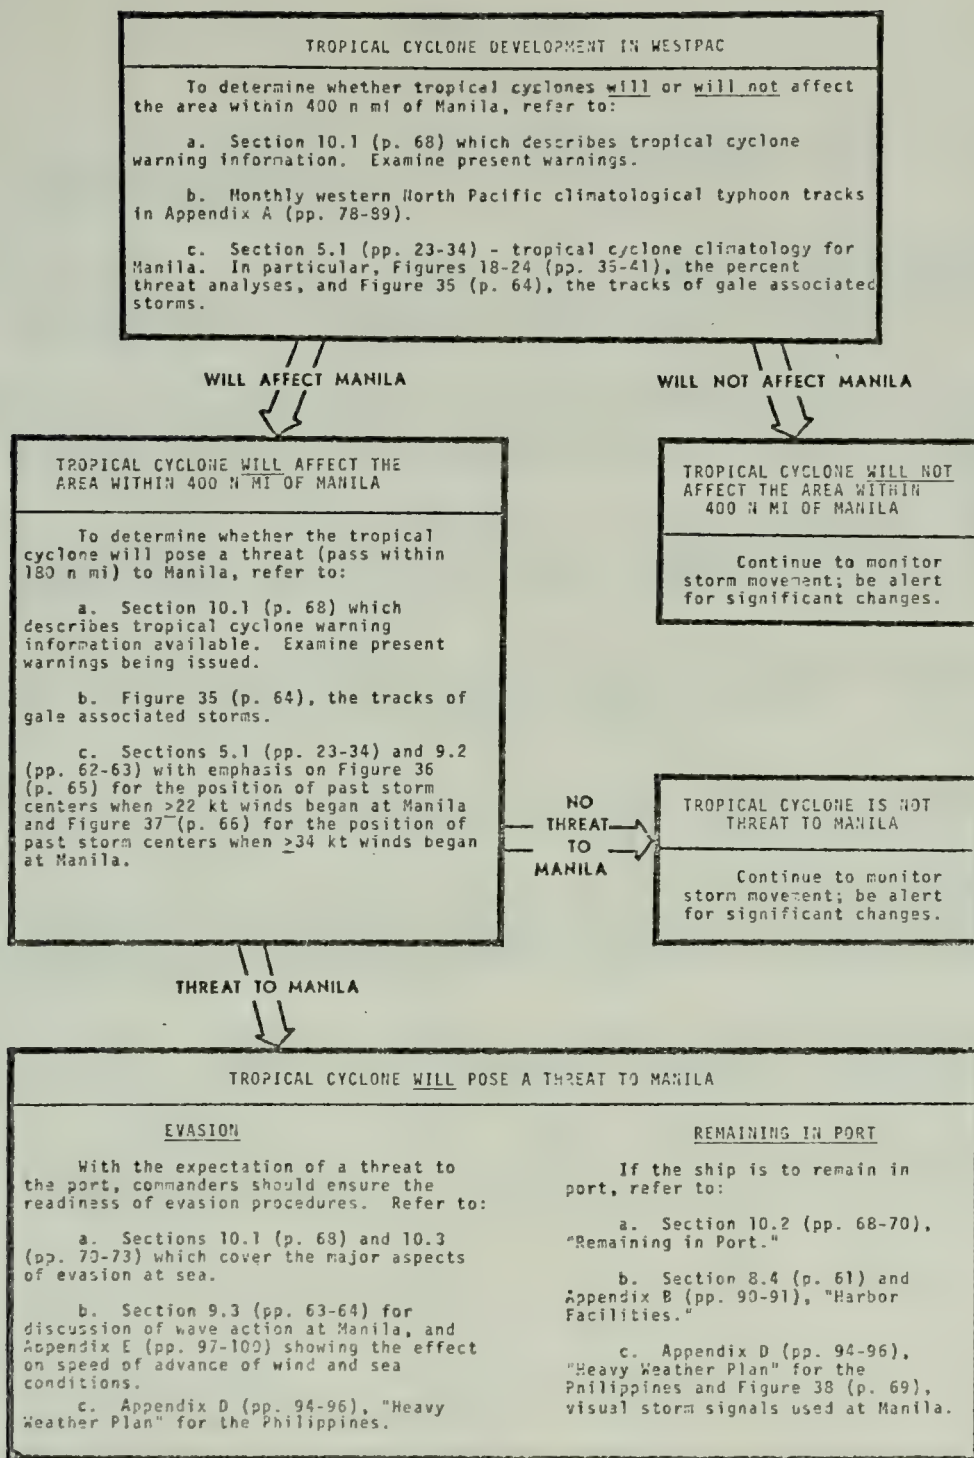 TROPICAL CYCLONE DEVELOPMENT IN WESTPAC
To determine whether tropical cyclones will or will not affect
the area within 400 n mi of Manila, refer to:
a. Section 10.1 (p. 68) which describes tropical cyclone
warning information. Examine present warnings.
b. Monthly western North Pacific climatological typhoon tracks
in Appendix A (pp. 78-89).
c. Section 5.1 (pp. 23-34) - tropical cyclone climatology for
Manila. In particular, Figures 18-24 (pp. 35-41), the percent
threat analyses, and Figure 35 (p. 64), the tracks of gale associated
storms.
WILL AFFECT MANILA
WILL NOT AFFECT MANILA
TROPICAL CYCLONE WILL AFFECT THE
AREA WITHIN 400 N MI OF MANILA
To determine whether the tropical
cyclone will pose a threat (pass within
180 n mi) to Manila, refer to:
a. Section 10.1 (p. 68) which
describes tropical cyclone warning
information available. Examine present
warnings being issued.
b. Figure 35 (p. 64), the tracks of
gale associated storms.
c. Sections 5.1 (pp. 23-34) and 9.2
(pp. 62-63) with emphasis on Figure 36
(p. 65) for the position of past storm
centers when ≥22 kt winds began at Manila
and Figure 37 (p. 66) for the position of
past storm centers when ≥34 kt winds began
at Manila.
TROPICAL CYCLONE WILL NOT
AFFECT THE AREA WITHIN
400 N MI OF MANILA
Continue to monitor
storm movement; be alert
for significant changes.
NO
THREAT
TO
MANILA
TROPICAL CYCLONE IS NOT
THREAT TO MANILA
Continue to monitor
storm movement; be alert
for significant changes.
THREAT TO MANILA
TROPICAL CYCLONE WILL POSE A THREAT TO MANILA
EVASION
With the expectation of a threat to
the port, commanders should ensure the
readiness of evasion procedures. Refer to:
a. Sections 10.1 (p. 68) and 10.3
(pp. 70-73) which cover the major aspects
of evasion at sea.
b. Section 9.3 (pp. 63-64) for
discussion of wave action at Manila, and
Appendix E (pp. 97-100) showing the effect
on speed of advance of wind and sea
conditions.
c. Appendix D (pp. 94-96), "Heavy
Weather Plan" for the Philippines.
REMAINING IN PORT
If the ship is to remain in
port, refer to:
a. Section 10.2 (pp. 68-70),
"Remaining in Port."
b. Section 8.4 (p. 61) and
Appendix B (pp. 90-91), "Harbor
Facilities."
c. Appendix D (pp. 94-96),
"Heavy Weather Plan" for the
Philippines and Figure 38 (p. 69),
visual storm signals used at Manila.